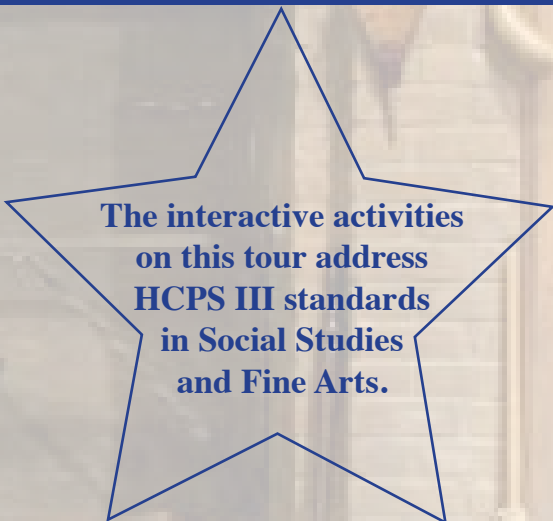 The interactive activities
on this tour address
HCPS III standards
in Social Studies
and Fine Arts.